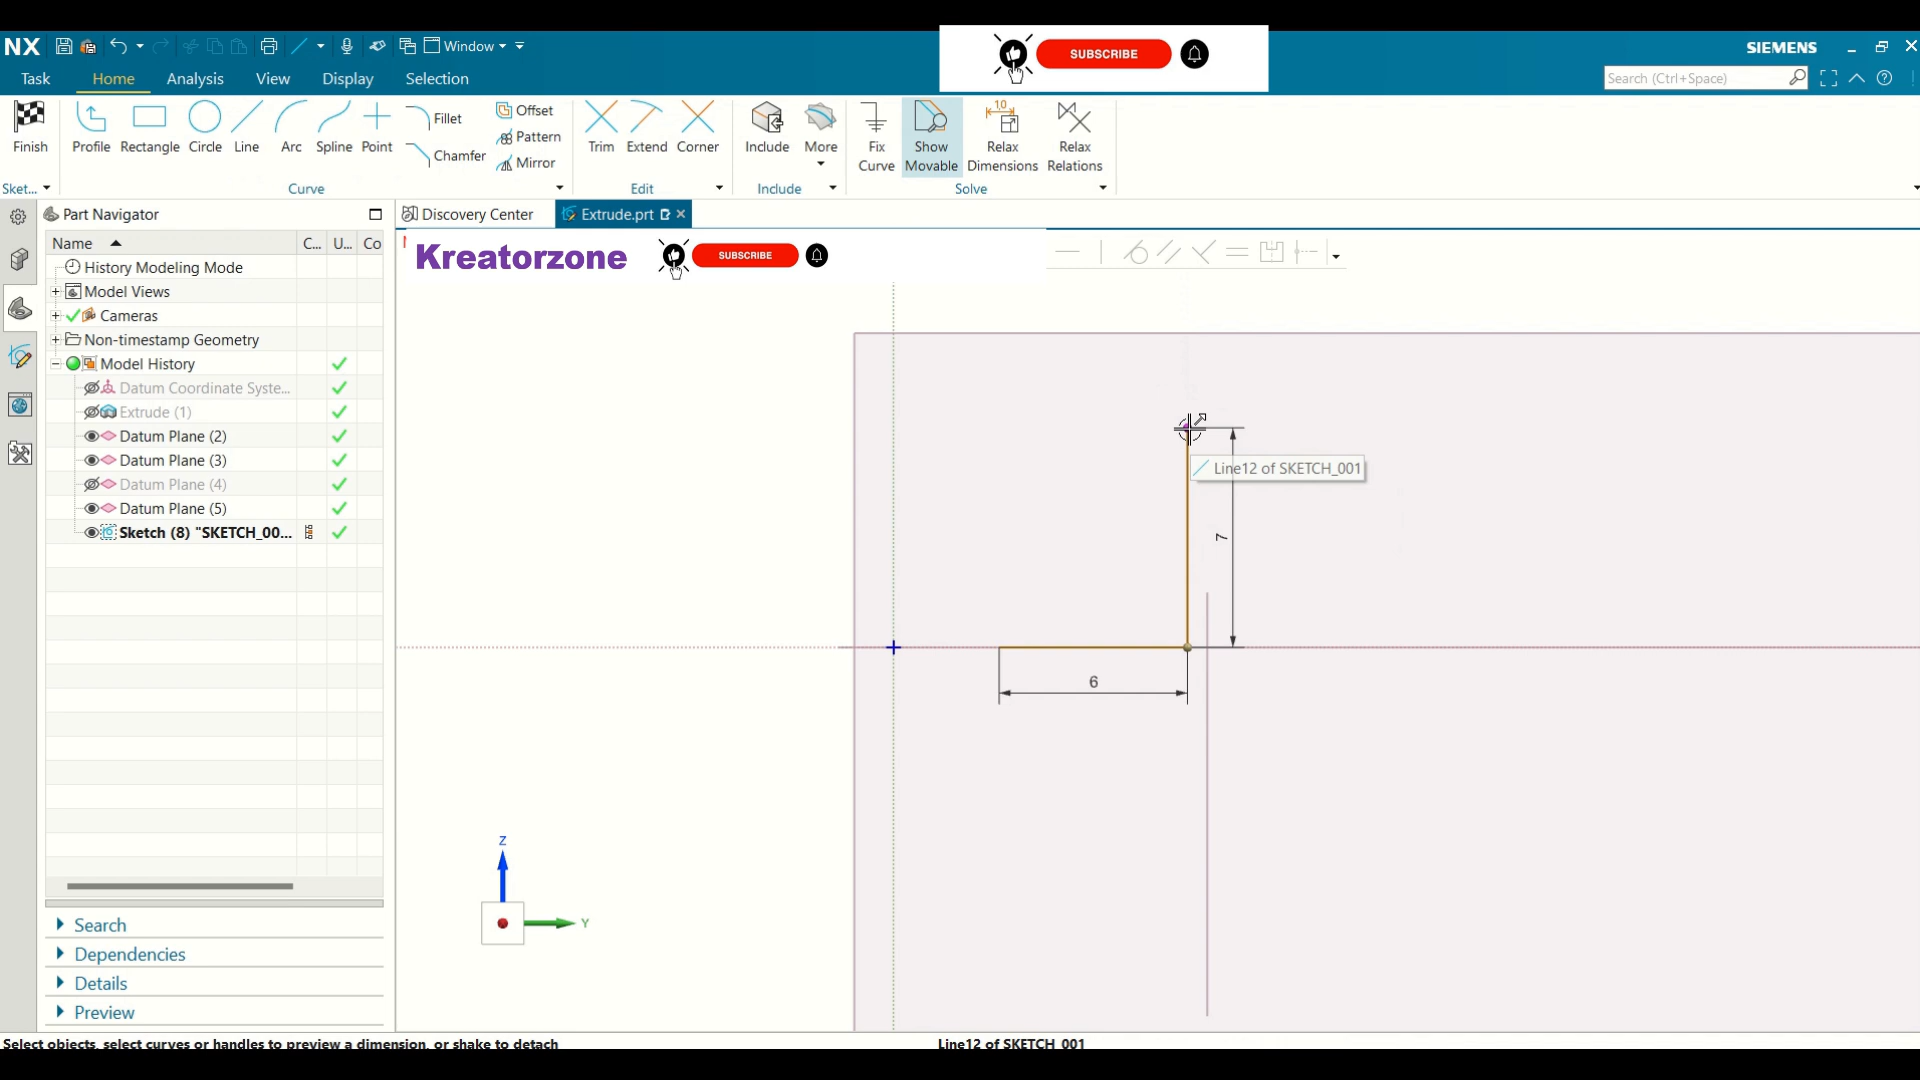 NX
Window
SUBSCRIBE
SIEMENS
Task Home Analysis View Display Selection
Search (Ctrl+Space)
Finish
Profile
Rectangle
Circle
Line
Arc
Spline
Point
Fillet
Chamfer
Offset
Pattern
Mirror
Trim
Extend
Corner
Include
More
Fix Curve
Show Movable
1,0
Relax Dimensions
Relax Relations
Sket...
Curve
Edit
Include
Solve
Part Navigator
Discovery Center
Extrude.prt
Name
C... U... Co
Kreatorzone
SUBSCRIBE
History Modeling Mode
Model Views
Cameras
Non-timestamp Geometry
Model History
Datum Coordinate Syste...
Extrude (1)
Datum Plane (2)
Datum Plane (3)
Datum Plane (4)
Datum Plane (5)
Sketch (8) "SKETCH_00...
Line12 of SKETCH_001
7
6
Z
Y
Search
Dependencies
Details
Preview
Select objects, select curves or handles to preview a dimension, or shake to detach
Line12 of SKETCH_001